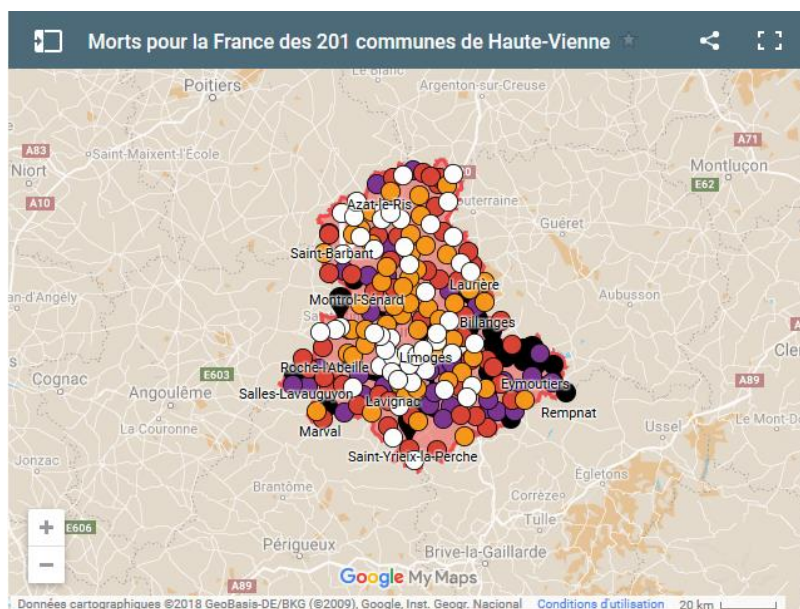 Morts pour la France des 201 communes de Haute-Vienne
Le Blanc
Poitiers
Argenton-sur-Creuse
A71
A83
Saint-Maixent-l'École
Montluçon
Niort
E62
A10
Azat-le-Ris
outerraine
Guéret
Saint-Barbant
Laurière
Aubusson
an-d'Angély
Montrol-Sénard
Billanges
Limoges
Cle
Roche-l'Abeille
E603
Cognac
Angoulême
Eymoutiers
A89
Salles-Lavauguyon
Lavignac
Rempnat
La Couronne
Marval
Ussel
Le Mont-Do
Saint-Yrieix-la-Perche
Jonzac
Égletons
Brantôme
Corrèze
+
E606
Tulle
Périgueux
−
Brive-la-Gaillarde
A89
Google My Maps
Données cartographiques ©2018 GeoBasis-DE/BKG (©2009), Google, Inst. Geogr. Nacional Conditions d'utilisation 20 km